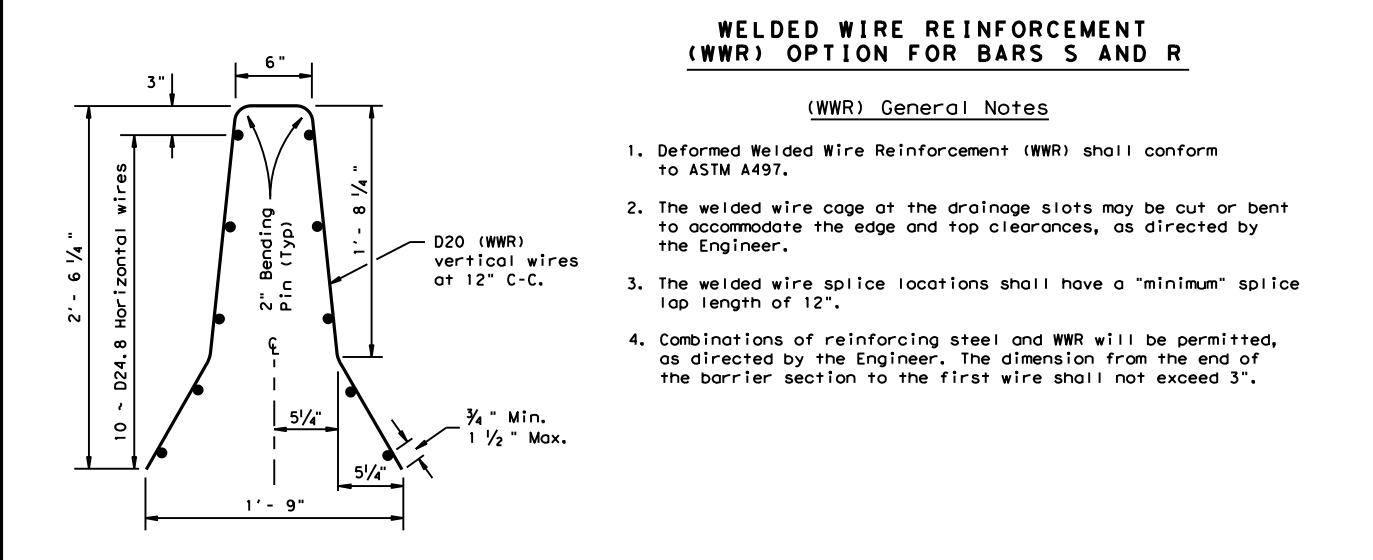 WELDED WIRE REINFORCEMENT
(WWR) OPTION FOR BARS S AND R
(WWR) General Notes
1. Deformed Welded Wire Reinforcement (WWR) shall conform
to ASTM A497.
2. The welded wire cage at the drainage slots may be cut or bent
to accommodate the edge and top clearances, as directed by
the Engineer.
3. The welded wire splice locations shall have a "minimum" splice
lap length of 12".
4. Combinations of reinforcing steel and WWR will be permitted,
as directed by the Engineer. The dimension from the end of
the barrier section to the first wire shall not exceed 3".
6"
3"
2'- 6 1/4"
10 ~ D24.8 Horizontal wires
2" Bending
Pin (Typ)
1'- 8 1/4"
D20 (WWR)
vertical wires
at 12" C-C.
℄
5 1/4"
3/4" Min.
1 1/2" Max.
5 1/4"
1'- 9"